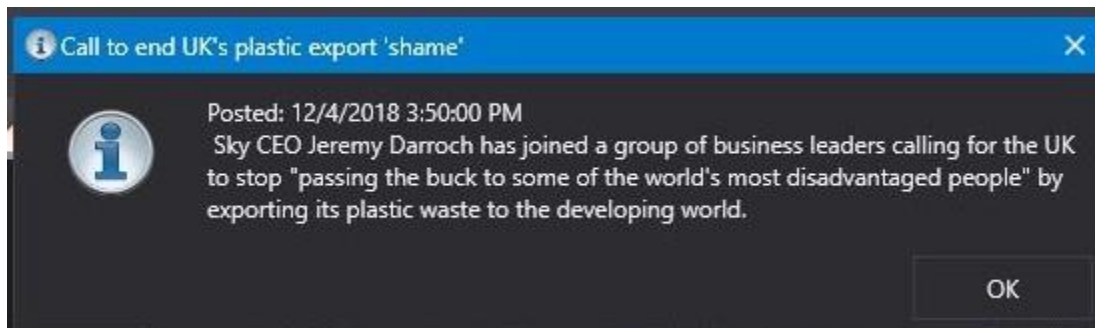 Call to end UK's plastic export 'shame'
Posted: 12/4/2018 3:50:00 PM
Sky CEO Jeremy Darroch has joined a group of business leaders calling for the UK
to stop "passing the buck to some of the world's most disadvantaged people" by
exporting its plastic waste to the developing world.
OK